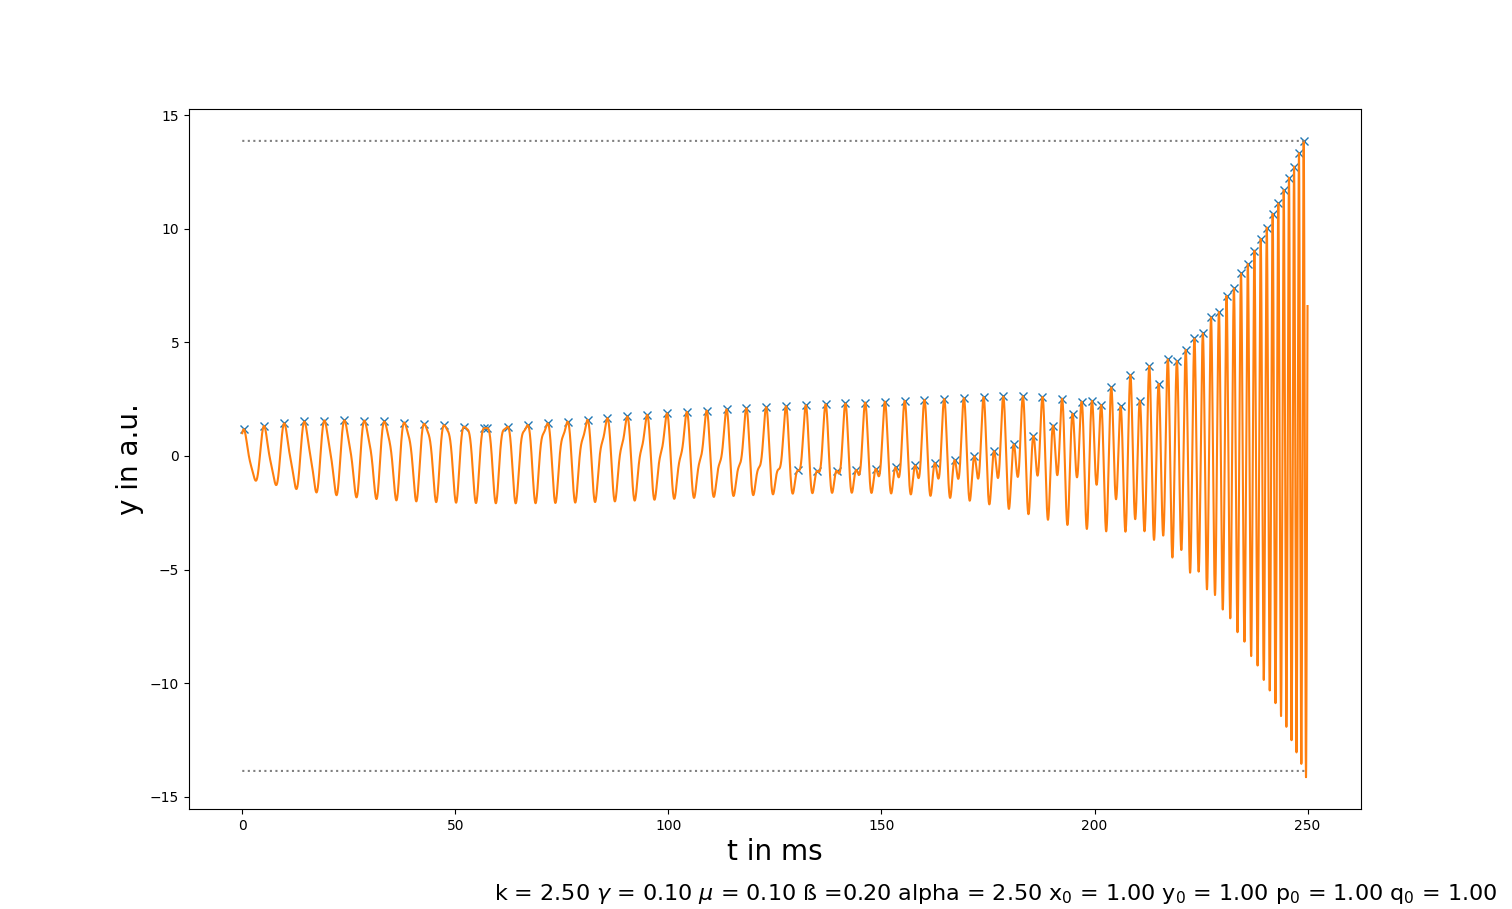 15
10
5
0
−5
−10
−15
y in a.u.
0 50 100 150 200 250
t in ms
k = 2.50 γ = 0.10 μ = 0.10 ß =0.20 alpha = 2.50 x₀ = 1.00 y₀ = 1.00 p₀ = 1.00 q₀ = 1.00